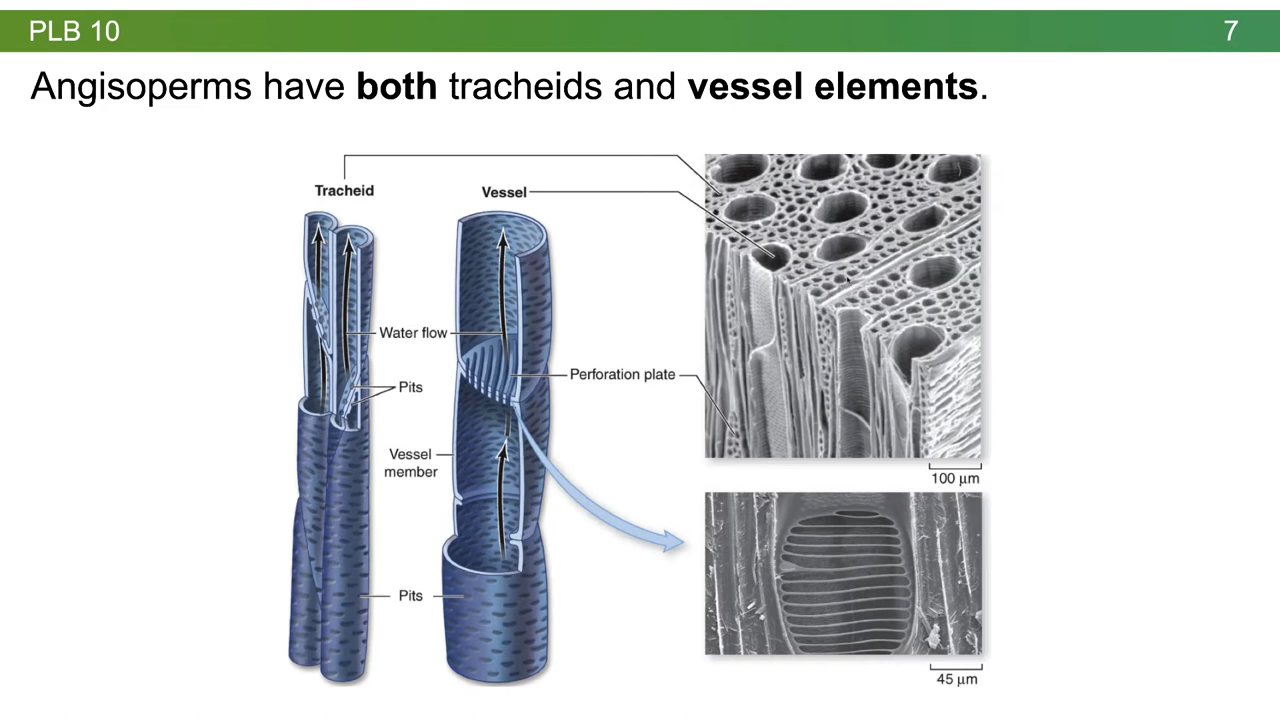 PLB 10
7
Angisoperms have both tracheids and vessel elements.
Tracheid
Vessel
Water flow
Perforation plate
Pits
Vessel
member
100 µm
Pits
45 µm